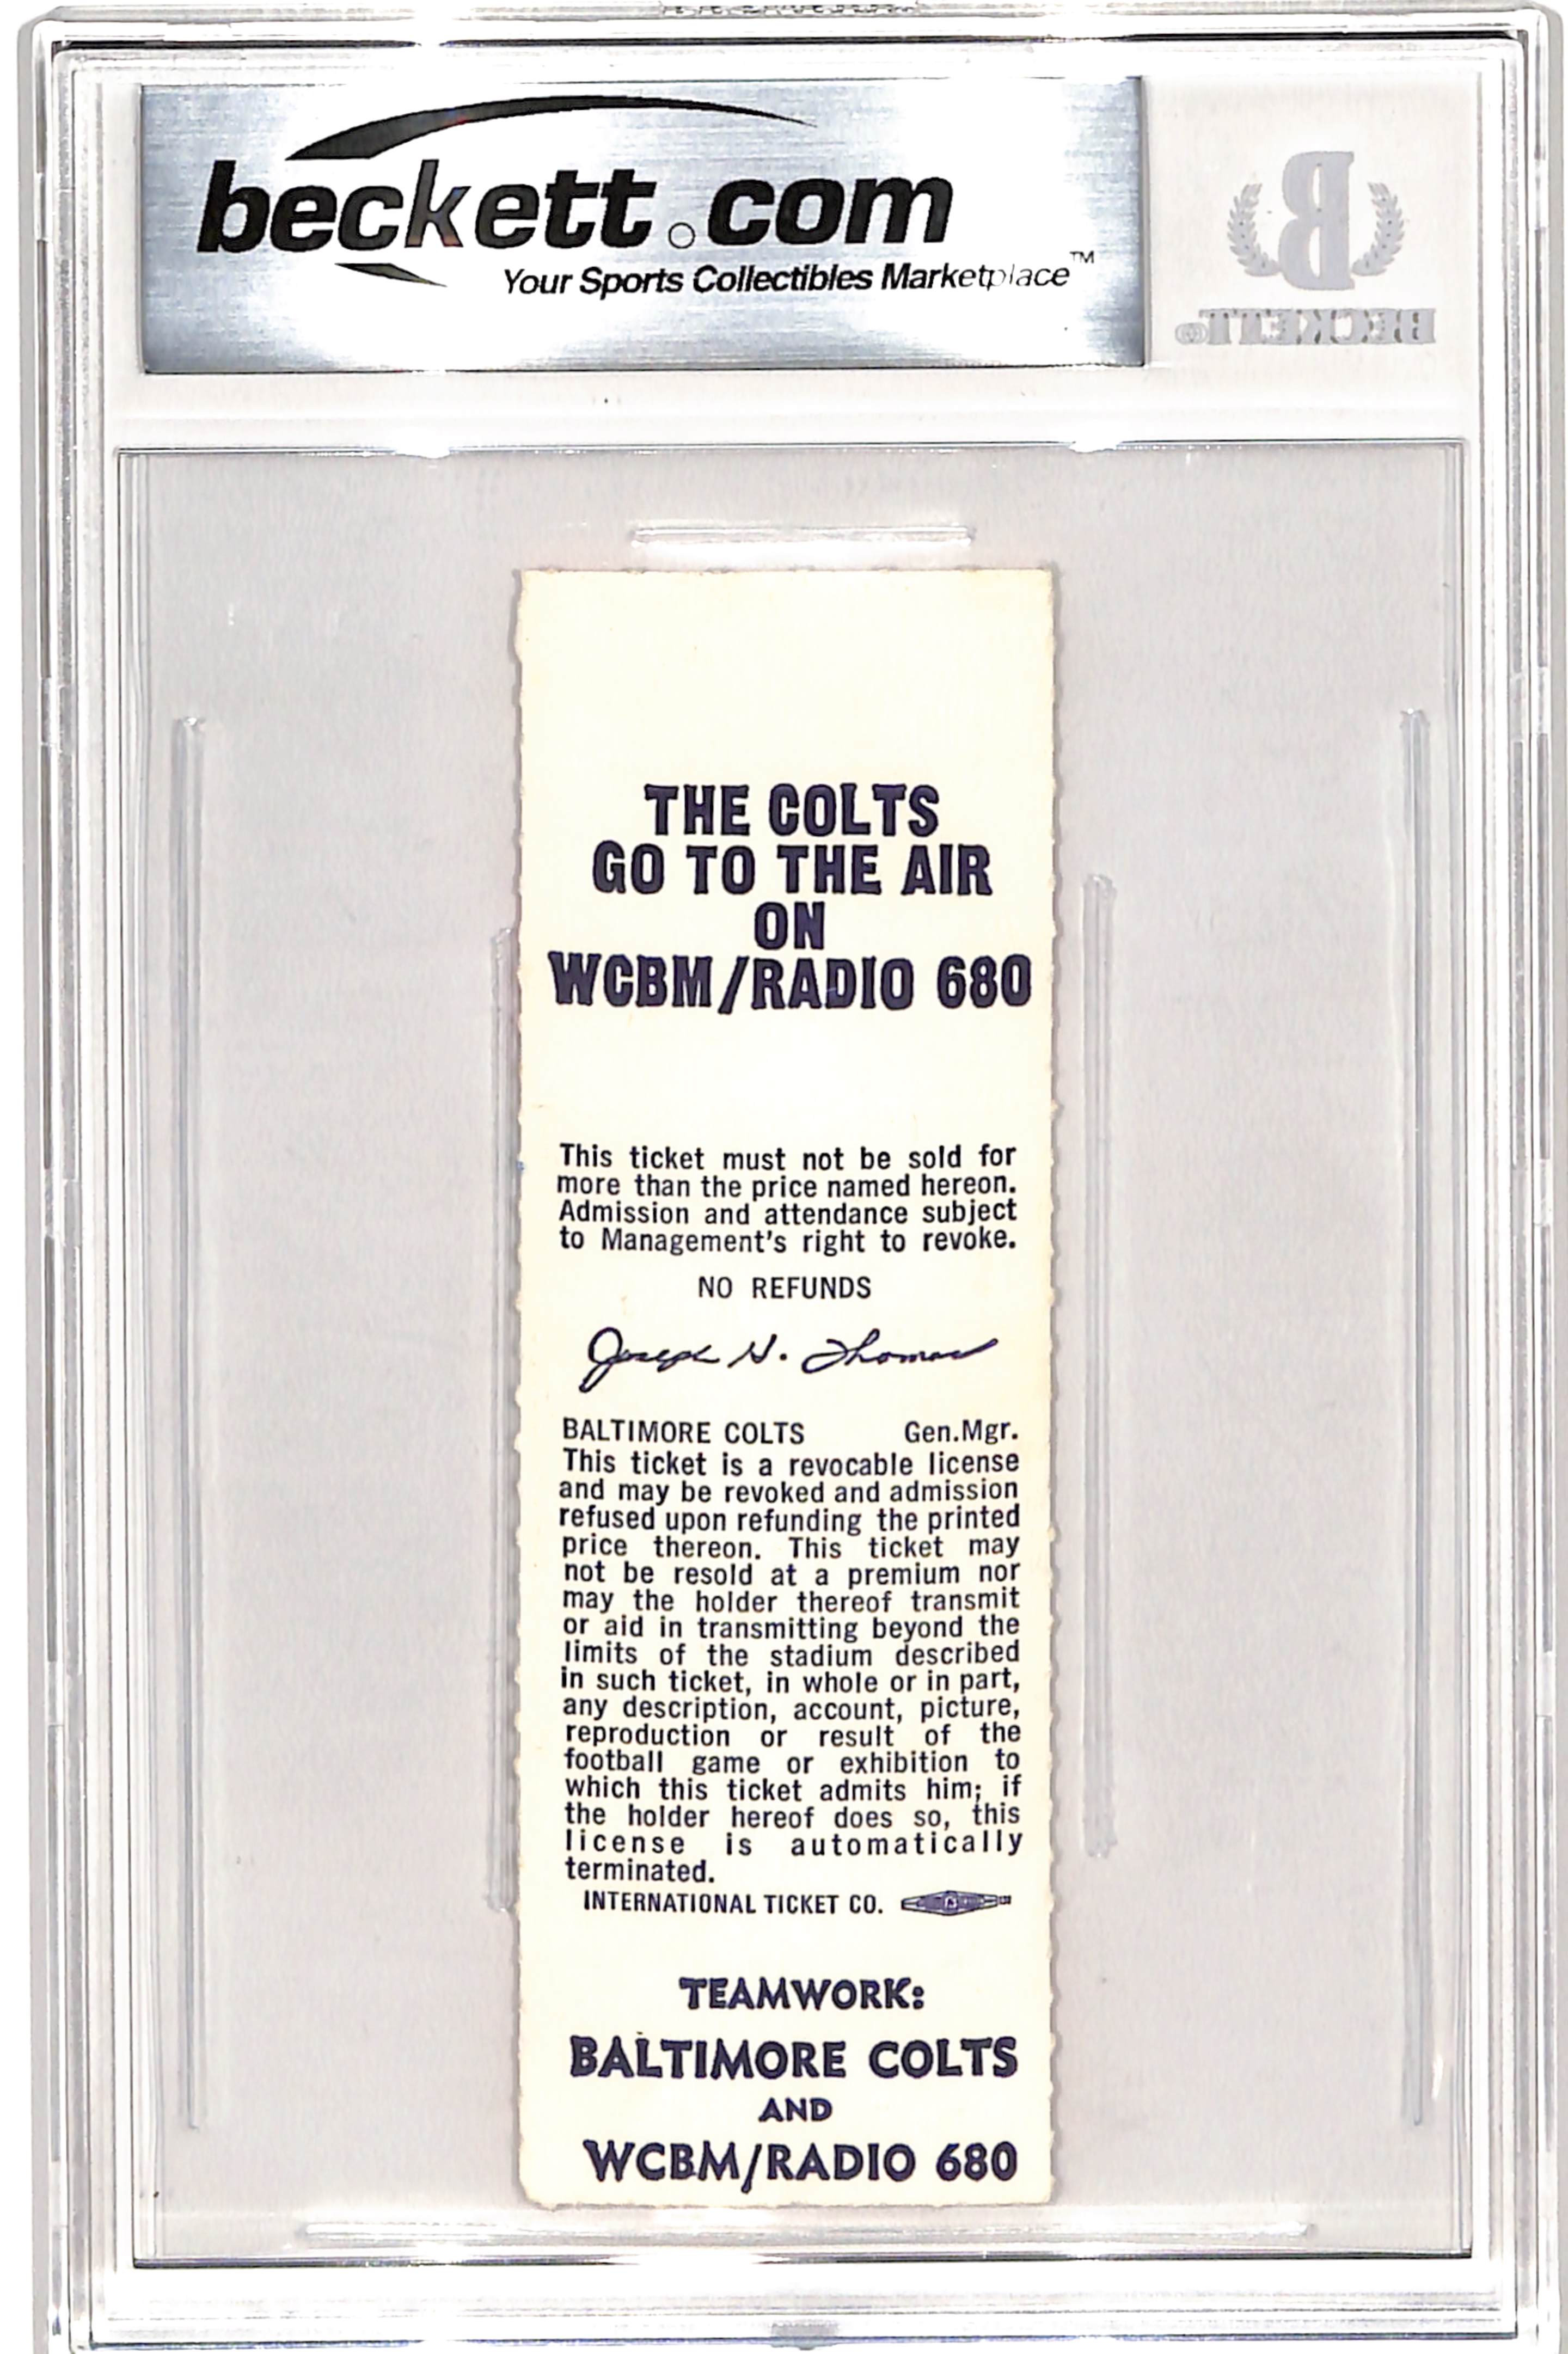 beckett.com
Your Sports Collectibles Marketplace™
B
BECKETT®
THE COLTS
GO TO THE AIR
ON
WCBM/RADIO 680
This ticket must not be sold for
more than the price named hereon.
Admission and attendance subject
to Management's right to revoke.
NO REFUNDS
Joseph H. Thomas
BALTIMORE COLTS Gen.Mgr.
This ticket is a revocable license
and may be revoked and admission
refused upon refunding the printed
price thereon. This ticket may
not be resold at a premium nor
may the holder thereof transmit
or aid in transmitting beyond the
limits of the stadium described
in such ticket, in whole or in part,
any description, account, picture,
reproduction or result of the
football game or exhibition to
which this ticket admits him; if
the holder hereof does so, this
license is automatically
terminated.
INTERNATIONAL TICKET CO.
TEAMWORK:
BALTIMORE COLTS
AND
WCBM/RADIO 680